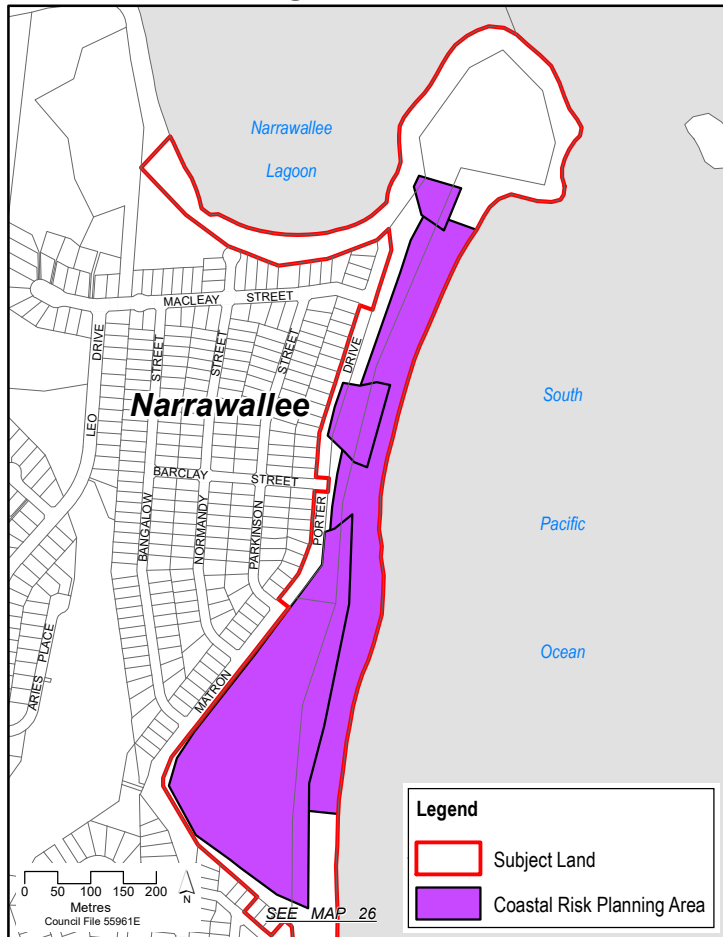 Narrawallee
Lagoon
MACLEAY STREET
LEO DRIVE
STREET
STREET
STREET
DRIVE
Narrawallee
South
BARCLAY STREET
BANGALOW
NORMANDY
PARKINSON
PORTER
Pacific
Ocean
ARIES PLACE
MATRON
Legend
Subject Land
Coastal Risk Planning Area
0 50 100 150 200
Metres
Council File 55961E
N
SEE MAP 26